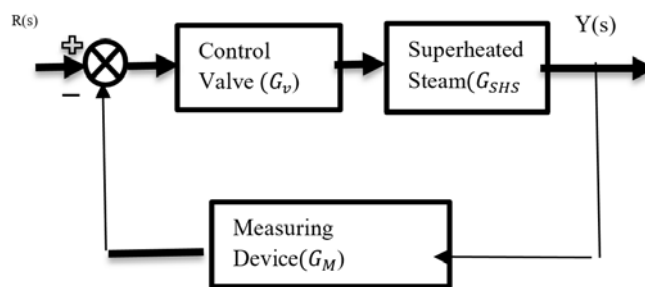 R(s)
+
−
Control
Valve (G_v)
Superheated
Steam(G_SHS
Y(s)
Measuring
Device(G_M)